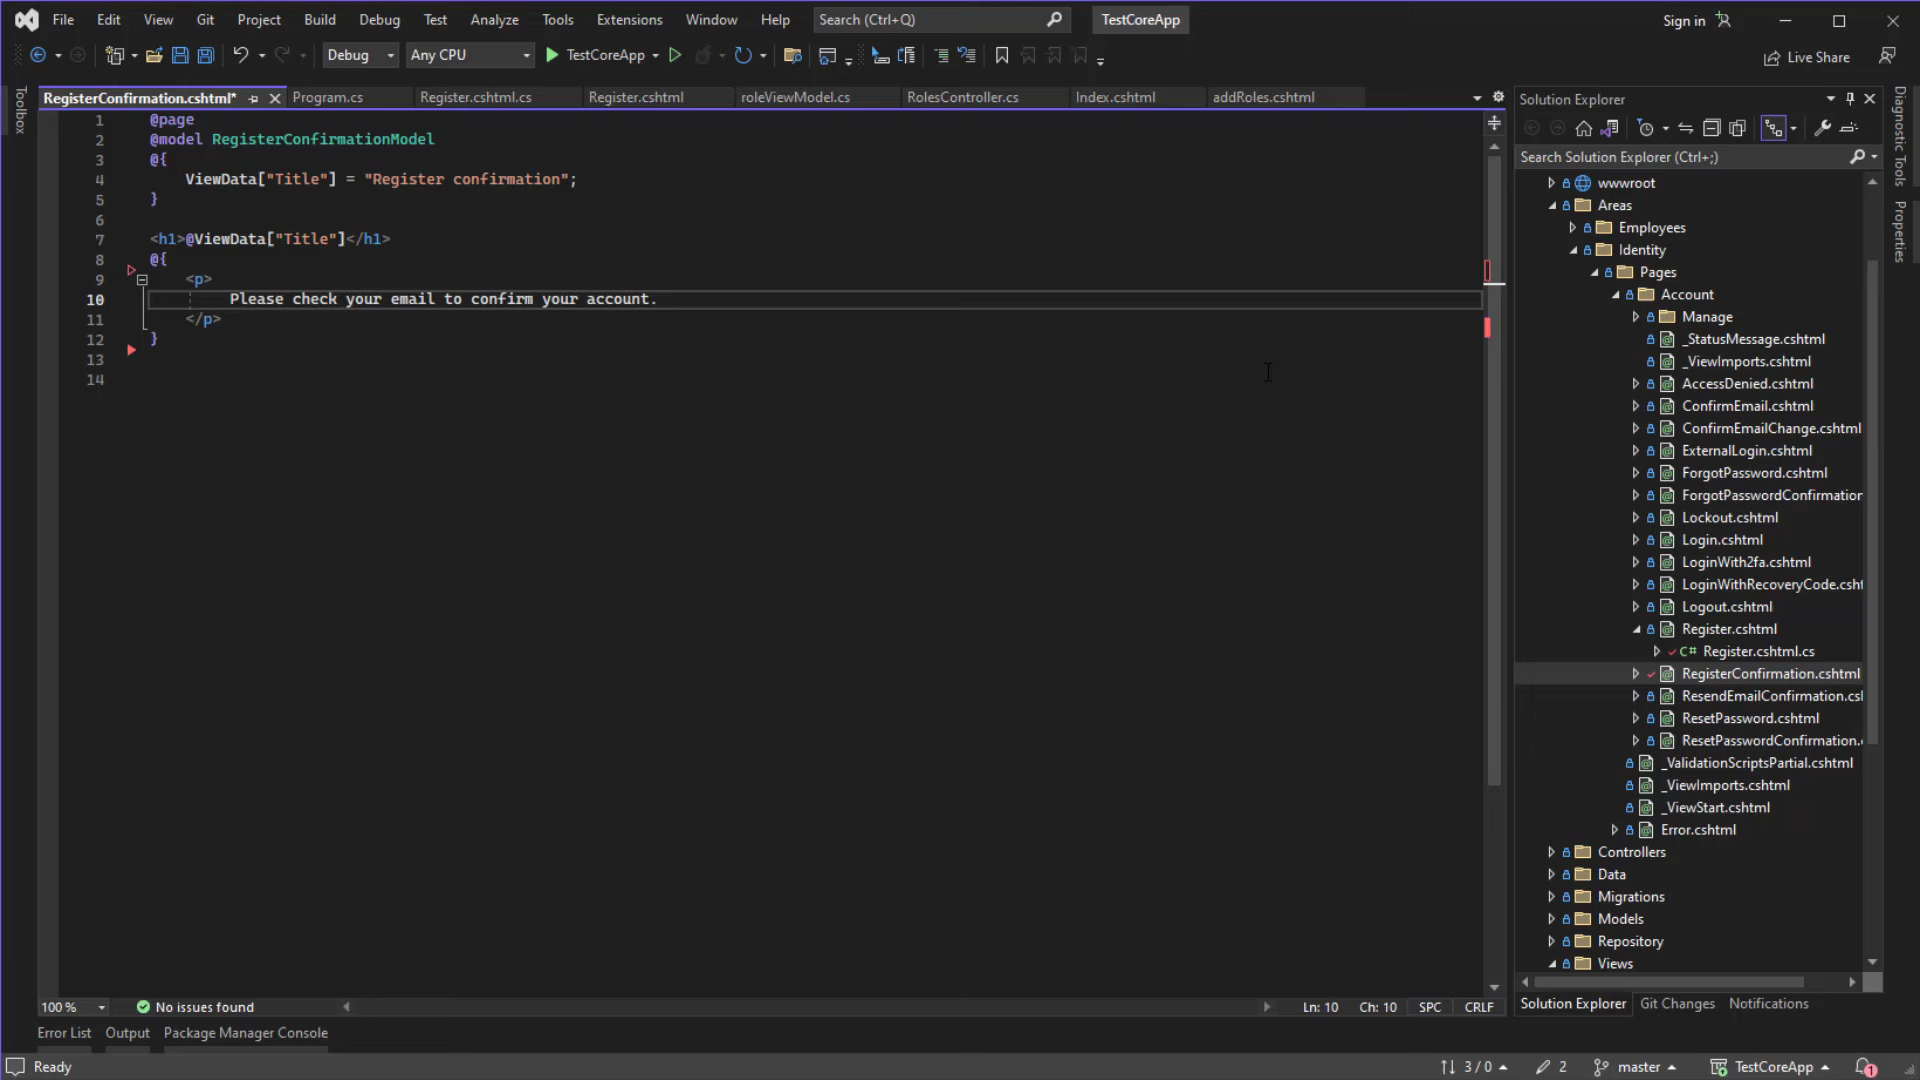 File Edit View Git Project Build Debug Test Analyze Tools Extensions Window Help Search (Ctrl+Q) TestCoreApp Sign in
Debug Any CPU TestCoreApp Live Share
Toolbox
RegisterConfirmation.cshtml* Program.cs Register.cshtml.cs Register.cshtml roleViewModel.cs RolesController.cs Index.cshtml addRoles.cshtml
1 @page
2 @model RegisterConfirmationModel
3 @{
4 ViewData["Title"] = "Register confirmation";
5 }
6
7 <h1>@ViewData["Title"]</h1>
8 @{
9 <p>
10 Please check your email to confirm your account.
11 </p>
12 }
13
14
100 % No issues found Ln: 10 Ch: 10 SPC CRLF
Error List Output Package Manager Console
Solution Explorer
Search Solution Explorer (Ctrl+;)
wwwroot
Areas
Employees
Identity
Pages
Account
Manage
_StatusMessage.cshtml
_ViewImports.cshtml
AccessDenied.cshtml
ConfirmEmail.cshtml
ConfirmEmailChange.cshtml
ExternalLogin.cshtml
ForgotPassword.cshtml
ForgotPasswordConfirmation
Lockout.cshtml
Login.cshtml
LoginWith2fa.cshtml
LoginWithRecoveryCode.csht
Logout.cshtml
Register.cshtml
C# Register.cshtml.cs
RegisterConfirmation.cshtml
ResendEmailConfirmation.csl
ResetPassword.cshtml
ResetPasswordConfirmation.
_ValidationScriptsPartial.cshtml
_ViewImports.cshtml
_ViewStart.cshtml
Error.cshtml
Controllers
Data
Migrations
Models
Repository
Views
Solution Explorer Git Changes Notifications
Diagnostic Tools
Properties
Ready 3 / 0 2 master TestCoreApp 1